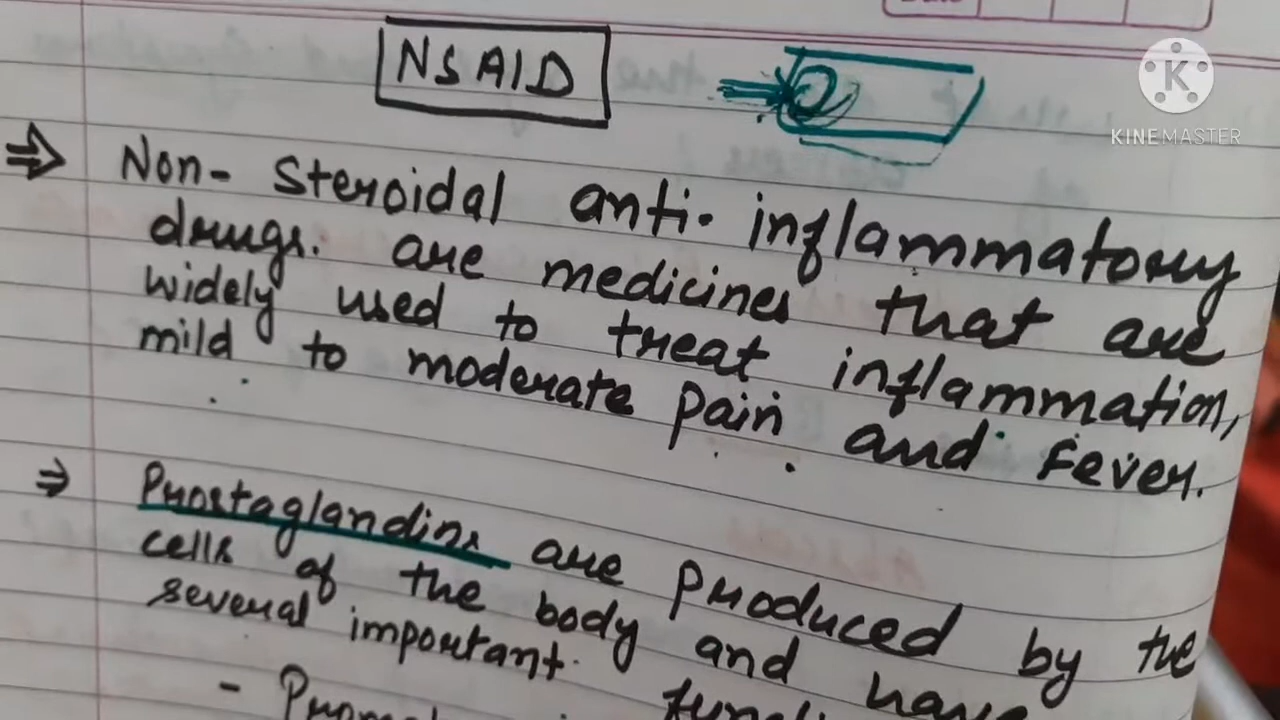 NSAID
K
KINEMASTER
⇒ Non-Steroidal anti-inflammatory
drugs. are medicines that are
widely used to treat inflammation,
mild to moderate pain and fever.
⇒ Prostaglandins are produced by the
cells of the body and have
several important
-